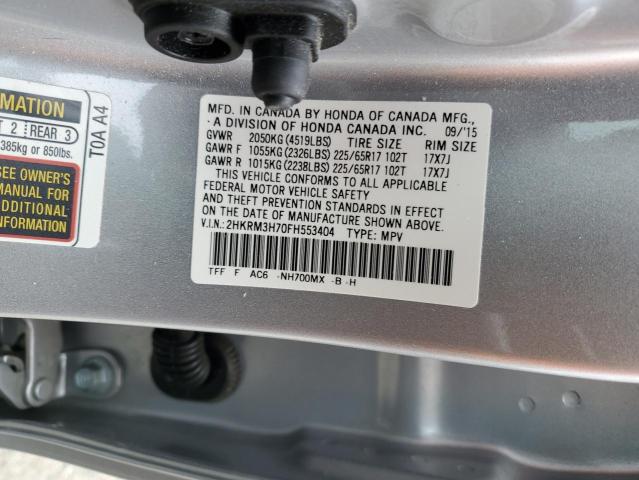 MATION
T 2 REAR 3
385kg or 850lbs.
SEE OWNER'S
MANUAL FOR
ADDITIONAL
INFORMATION
T0A A4
MFD. IN CANADA BY HONDA OF CANADA MFG.,
A DIVISION OF HONDA CANADA INC. 09/'15
GVWR 2050KG(4519LBS) TIRE SIZE RIM SIZE
GAWR F 1055KG(2326LBS) 225/65R17 102T 17X7J
GAWR R 1015KG(2238LBS) 225/65R17 102T 17X7J
THIS VEHICLE CONFORMS TO ALL APPLICABLE
FEDERAL MOTOR VEHICLE SAFETY
AND THEFT PREVENTION STANDARDS IN EFFECT
ON THE DATE OF MANUFACTURE SHOWN ABOVE.
V.I.N.: 2HKRM3H70FH553404 TYPE: MPV
TFF F AC6 -NH700MX -B -H